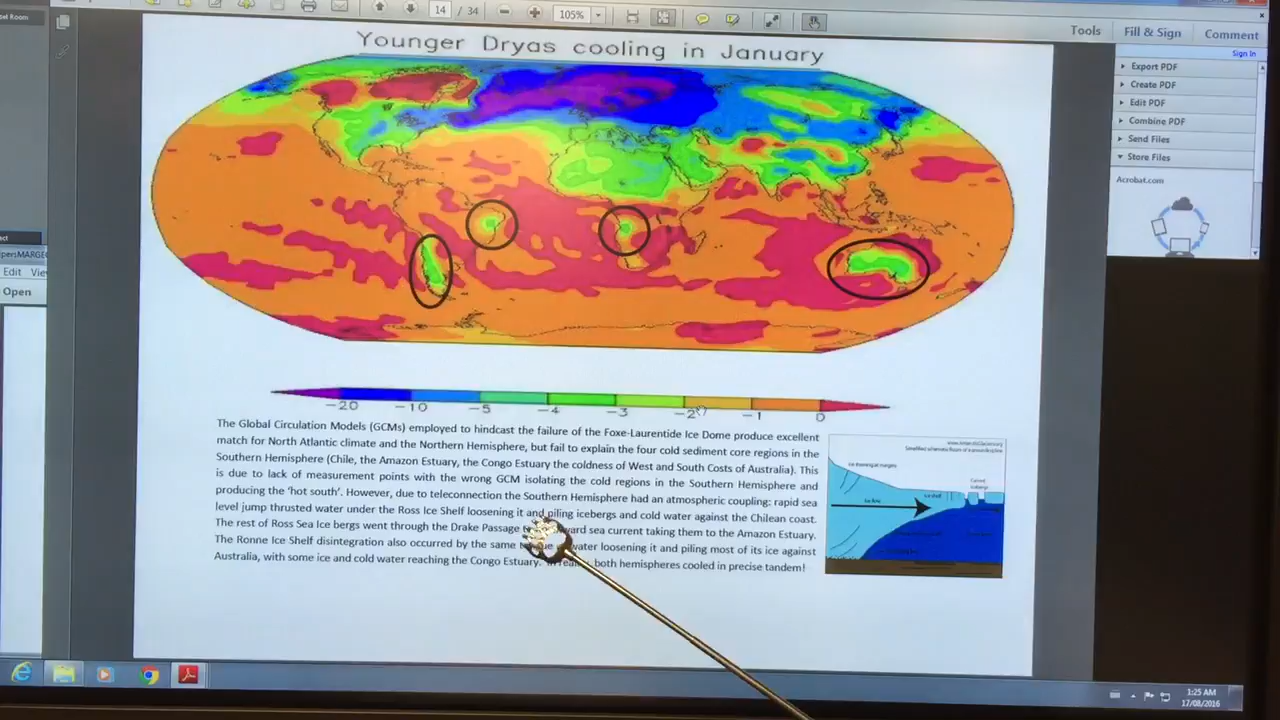 14 / 34
105%
Tools
Fill & Sign
Comment
Sign In
Export PDF
Create PDF
Edit PDF
Combine PDF
Send Files
Store Files
Acrobat.com
Edit
Open
Younger Dryas cooling in January
-20 -10 -5 -4 -3 -2 -1 0
The Global Circulation Models (GCMs) employed to hindcast the failure of the Foxe-Laurentide Ice Dome produce excellent
match for North Atlantic climate and the Northern Hemisphere, but fail to explain the four cold sediment core regions in the
Southern Hemisphere (Chile, the Amazon Estuary, the Congo Estuary the coldness of West and South Costs of Australia). This
is due to lack of measurement points with the wrong GCM isolating the cold regions in the Southern Hemisphere and
producing the 'hot south'. However, due to teleconnection the Southern Hemisphere had an atmospheric coupling: rapid sea
level jump thrusted water under the Ross Ice Shelf loosening it and piling icebergs and cold water against the Chilean coast.
The rest of Ross Sea Ice bergs went through the Drake Passage sea current taking them to the Amazon Estuary.
The Ronne Ice Shelf disintegration also occurred by the same water loosening it and piling most of its ice against
Australia, with some ice and cold water reaching the Congo Estuary. both hemispheres cooled in precise tandem!
1:25 AM
17/08/2016